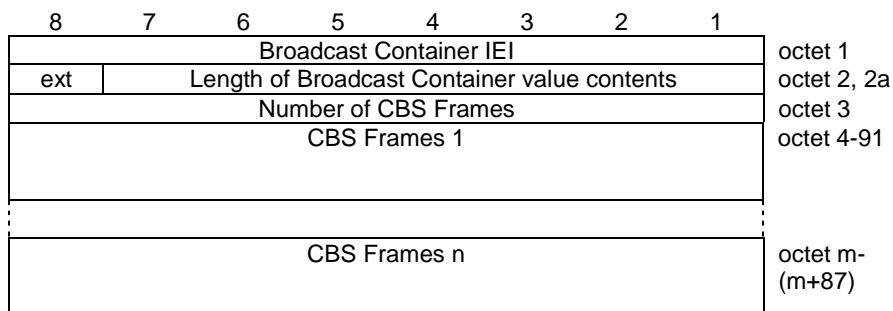 8 7 6 5 4 3 2 1
Broadcast Container IEI octet 1
ext Length of Broadcast Container value contents octet 2, 2a
Number of CBS Frames octet 3
CBS Frames 1 octet 4-91
CBS Frames n octet m-
(m+87)